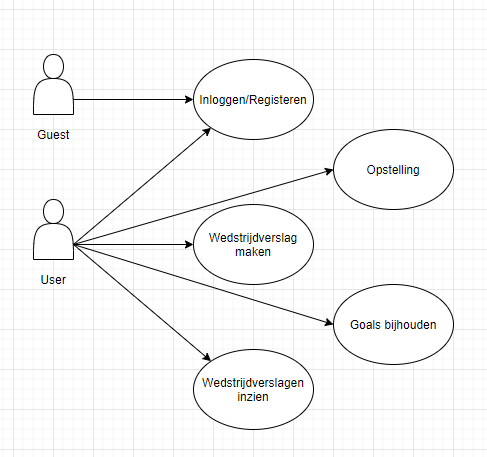 Inloggen/Registeren
Guest
Opstelling
Wedstrijdverslag
maken
User
Goals bijhouden
Wedstrijdverslagen
inzien